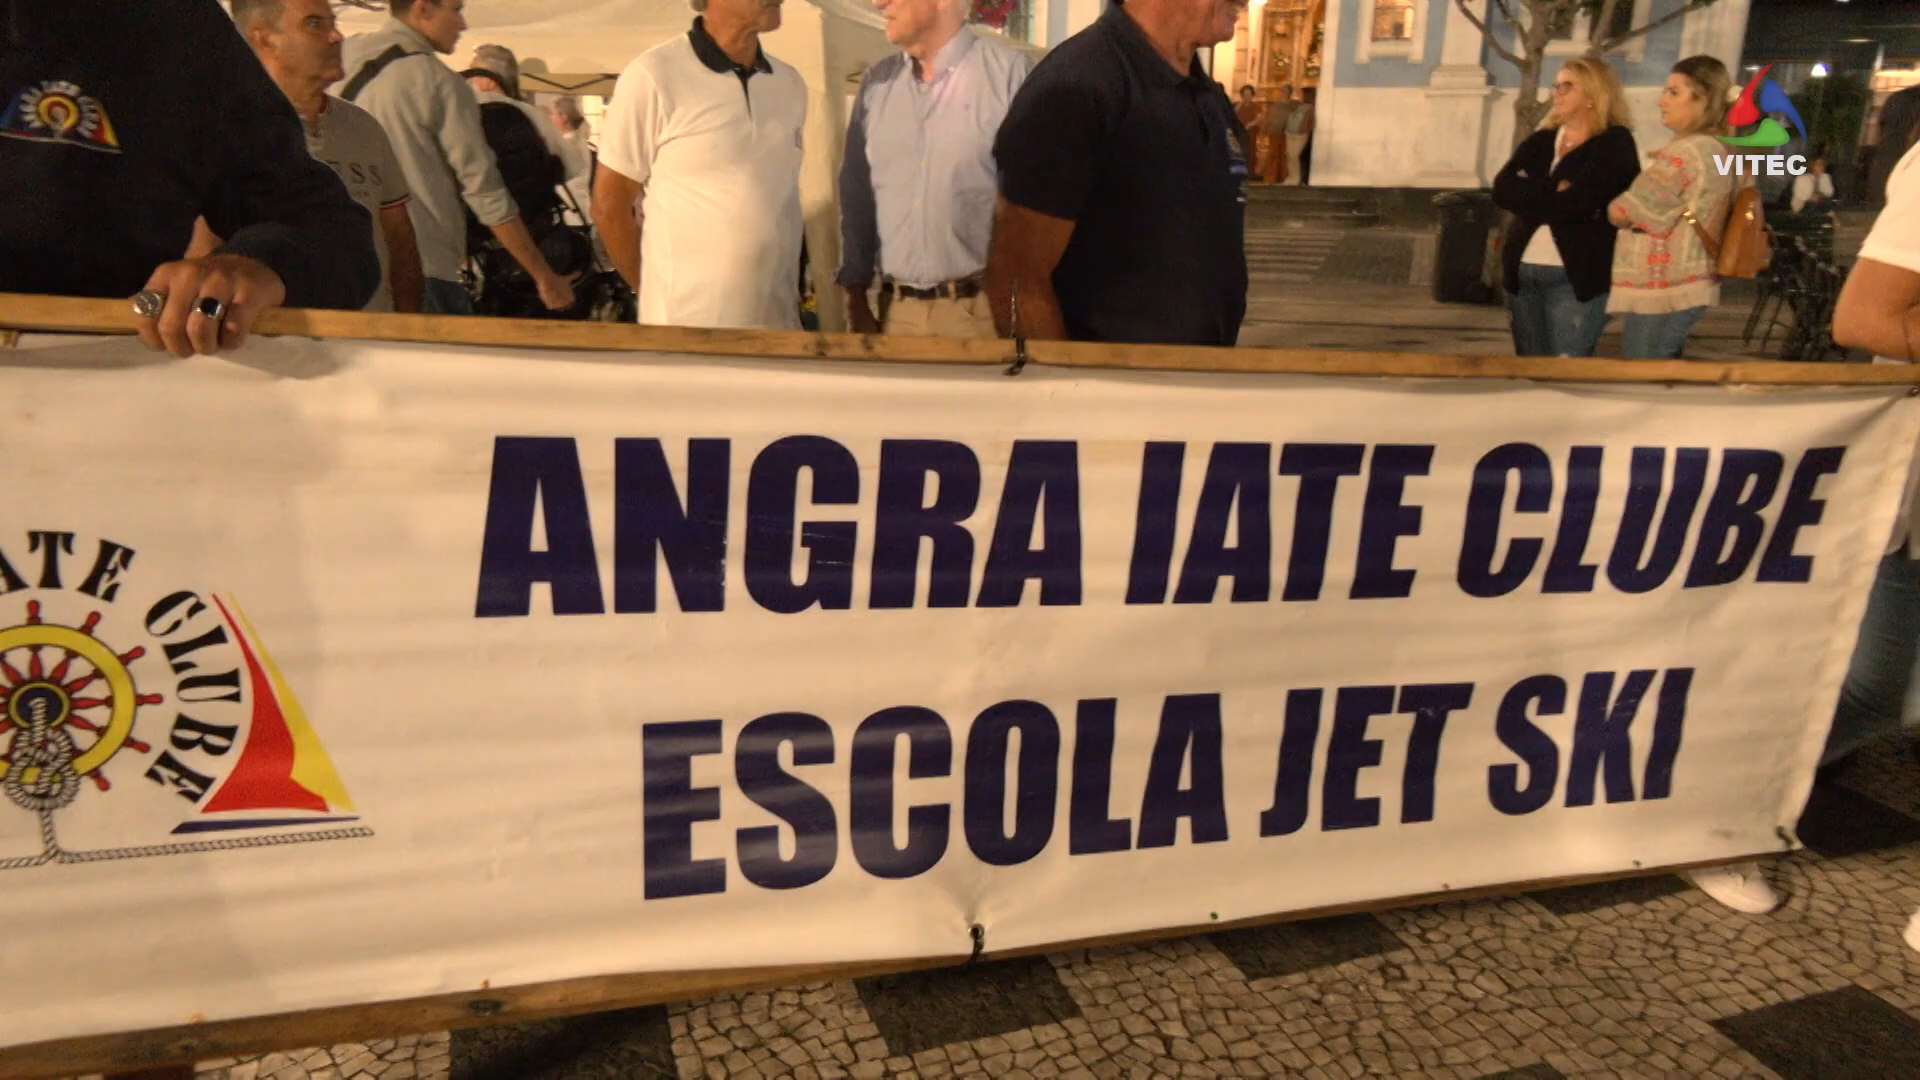 VITEC
ANGRA IATE CLUBE
ESCOLA JET SKI
ATE CLUBE